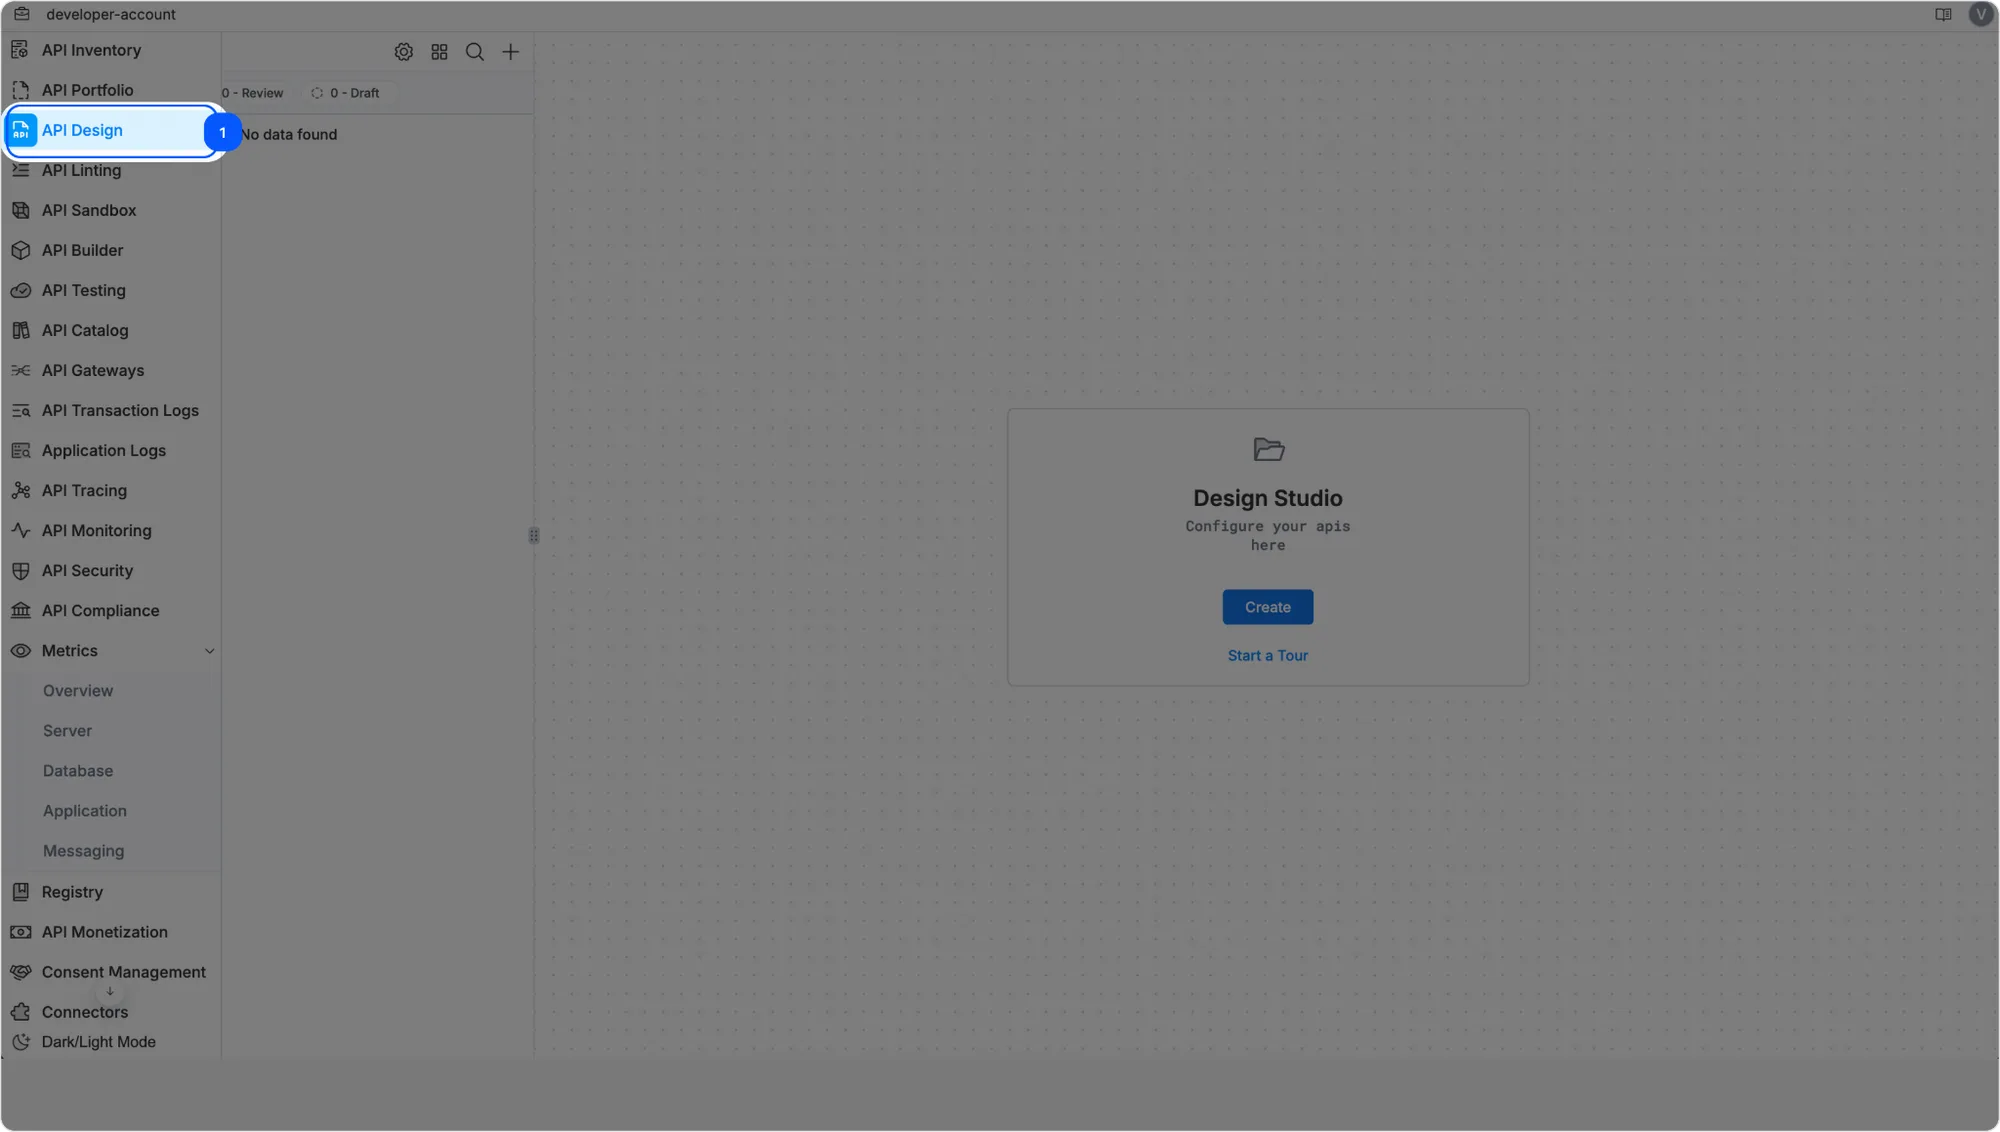 developer-account
V
API Inventory
API Portfolio
API
API Design
1
API Linting
API Sandbox
API Builder
API Testing
API Catalog
API Gateways
API Transaction Logs
Application Logs
API Tracing
API Monitoring
API Security
API Compliance
Metrics
Overview
Server
Database
Application
Messaging
Registry
API Monetization
Consent Management
Connectors
Dark/Light Mode
0 - Review
0 - Draft
No data found
Design Studio
Configure your apis
here
Create
Start a Tour